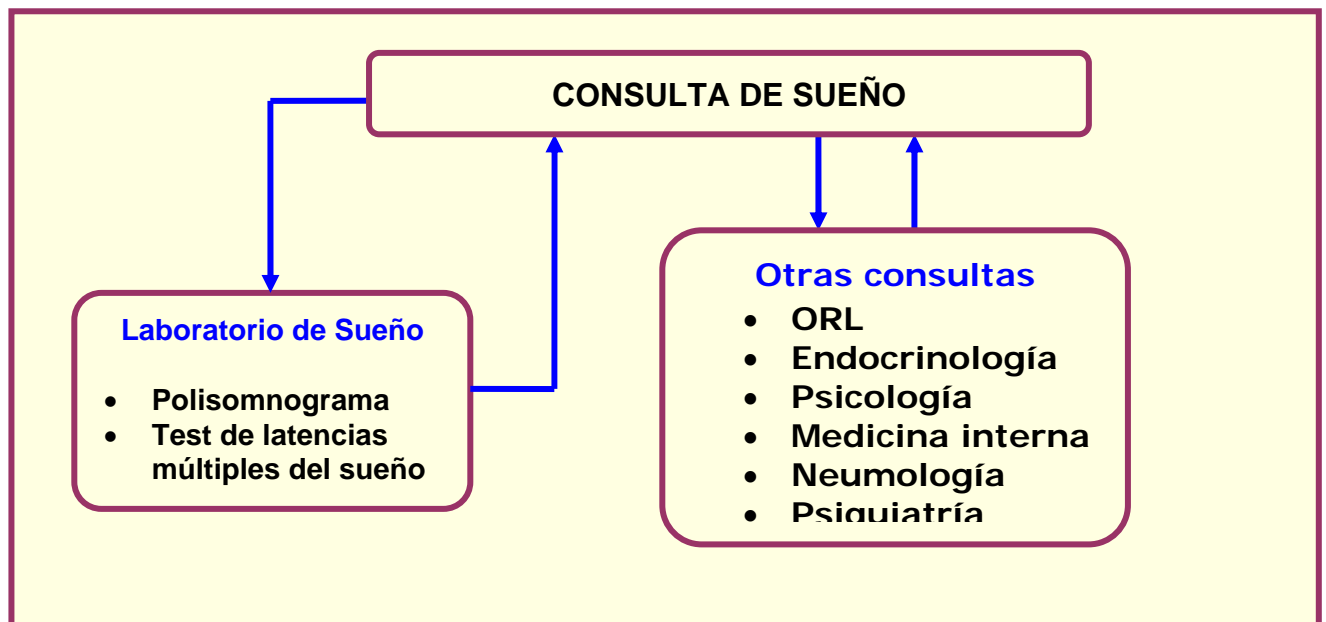 CONSULTA DE SUEÑO
Laboratorio de Sueño
• Polisomnograma
• Test de latencias
múltiples del sueño
Otras consultas
• ORL
• Endocrinología
• Psicología
• Medicina interna
• Neumología
• Psiquiatría